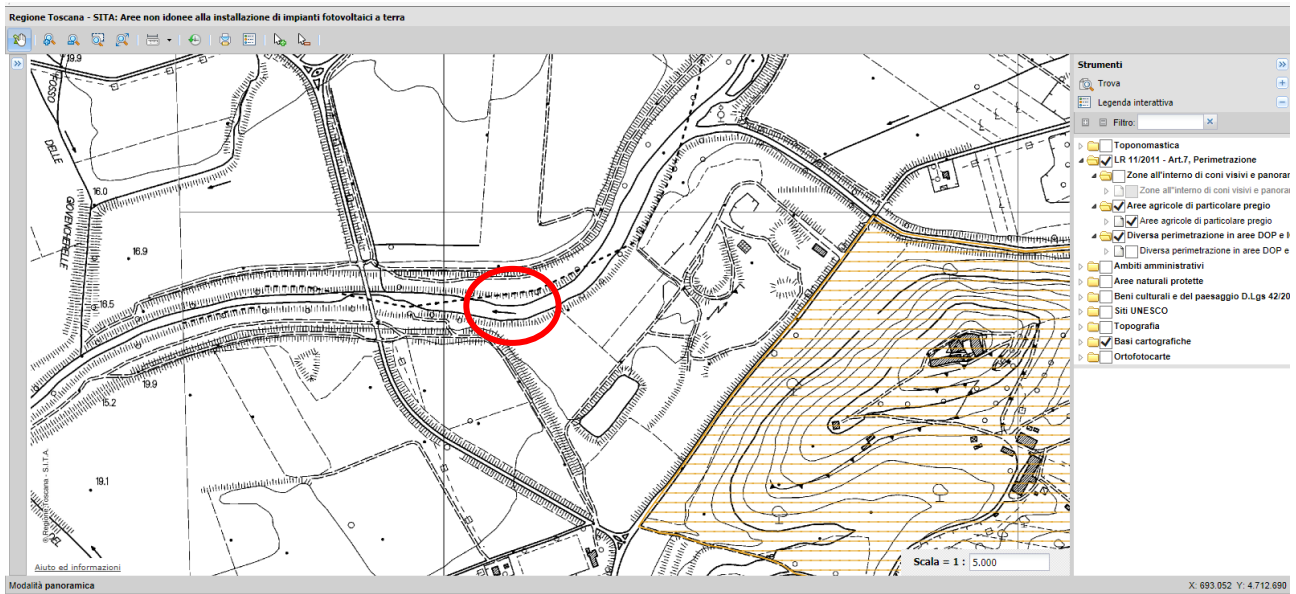 Regione Toscana - SITA: Aree non idonee alla installazione di impianti fotovoltaici a terra
Strumenti
Trova
Legenda interattiva
Filtro:
Toponomastica
LR 11/2011 - Art.7, Perimetrazione
Zone all'interno di coni visivi e panorar
Zone all'interno di coni visivi e panorar
Aree agricole di particolare pregio
Aree agricole di particolare pregio
Diversa perimetrazione in aree DOP e I
Diversa perimetrazione in aree DOP e
Ambiti amministrativi
Aree naturali protette
Beni culturali e del paesaggio D.Lgs 42/20
Siti UNESCO
Topografia
Basi cartografiche
Ortofotocarte
19.9
FOSSO
DELLE
GIOVENCHERELLE
16.0
16.9
16.5
19.9
15.2
19.1
© Regione Toscana - S.I.T.A.
Aiuto ed informazioni
Scala = 1 : 5.000
Modalità panoramica
X: 693.052 Y: 4.712.690